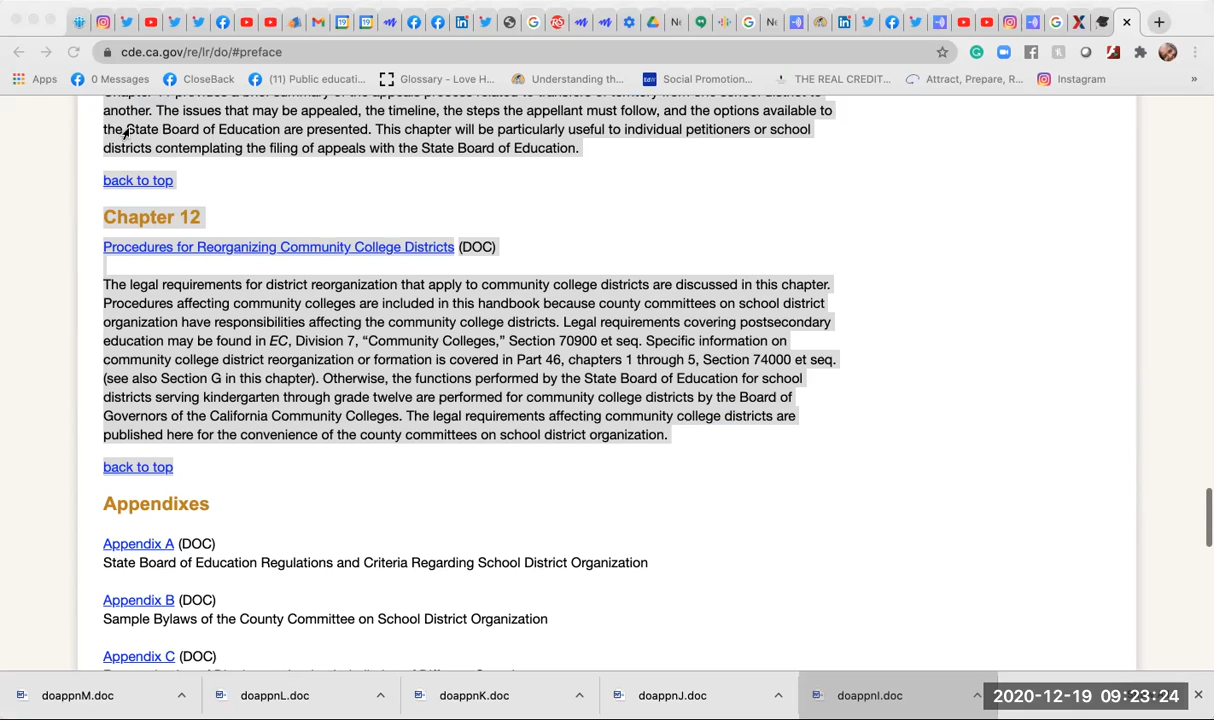 cde.ca.gov/re/lr/do/#preface
Apps
0 Messages
CloseBack
(11) Public educati...
Glossary - Love H...
Understanding th...
Social Promotion...
THE REAL CREDIT...
Attract, Prepare, R...
Instagram
»
another. The issues that may be appealed, the timeline, the steps the appellant must follow, and the options available to
the State Board of Education are presented. This chapter will be particularly useful to individual petitioners or school
districts contemplating the filing of appeals with the State Board of Education.
back to top
Chapter 12
Procedures for Reorganizing Community College Districts (DOC)
The legal requirements for district reorganization that apply to community college districts are discussed in this chapter.
Procedures affecting community colleges are included in this handbook because county committees on school district
organization have responsibilities affecting the community college districts. Legal requirements covering postsecondary
education may be found in EC, Division 7, “Community Colleges,” Section 70900 et seq. Specific information on
community college district reorganization or formation is covered in Part 46, chapters 1 through 5, Section 74000 et seq.
(see also Section G in this chapter). Otherwise, the functions performed by the State Board of Education for school
districts serving kindergarten through grade twelve are performed for community college districts by the Board of
Governors of the California Community Colleges. The legal requirements affecting community college districts are
published here for the convenience of the county committees on school district organization.
back to top
Appendixes
Appendix A (DOC)
State Board of Education Regulations and Criteria Regarding School District Organization
Appendix B (DOC)
Sample Bylaws of the County Committee on School District Organization
Appendix C (DOC)
doappnM.doc
doappnL.doc
doappnK.doc
doappnJ.doc
doappnI.doc
2020-12-19 09:23:24